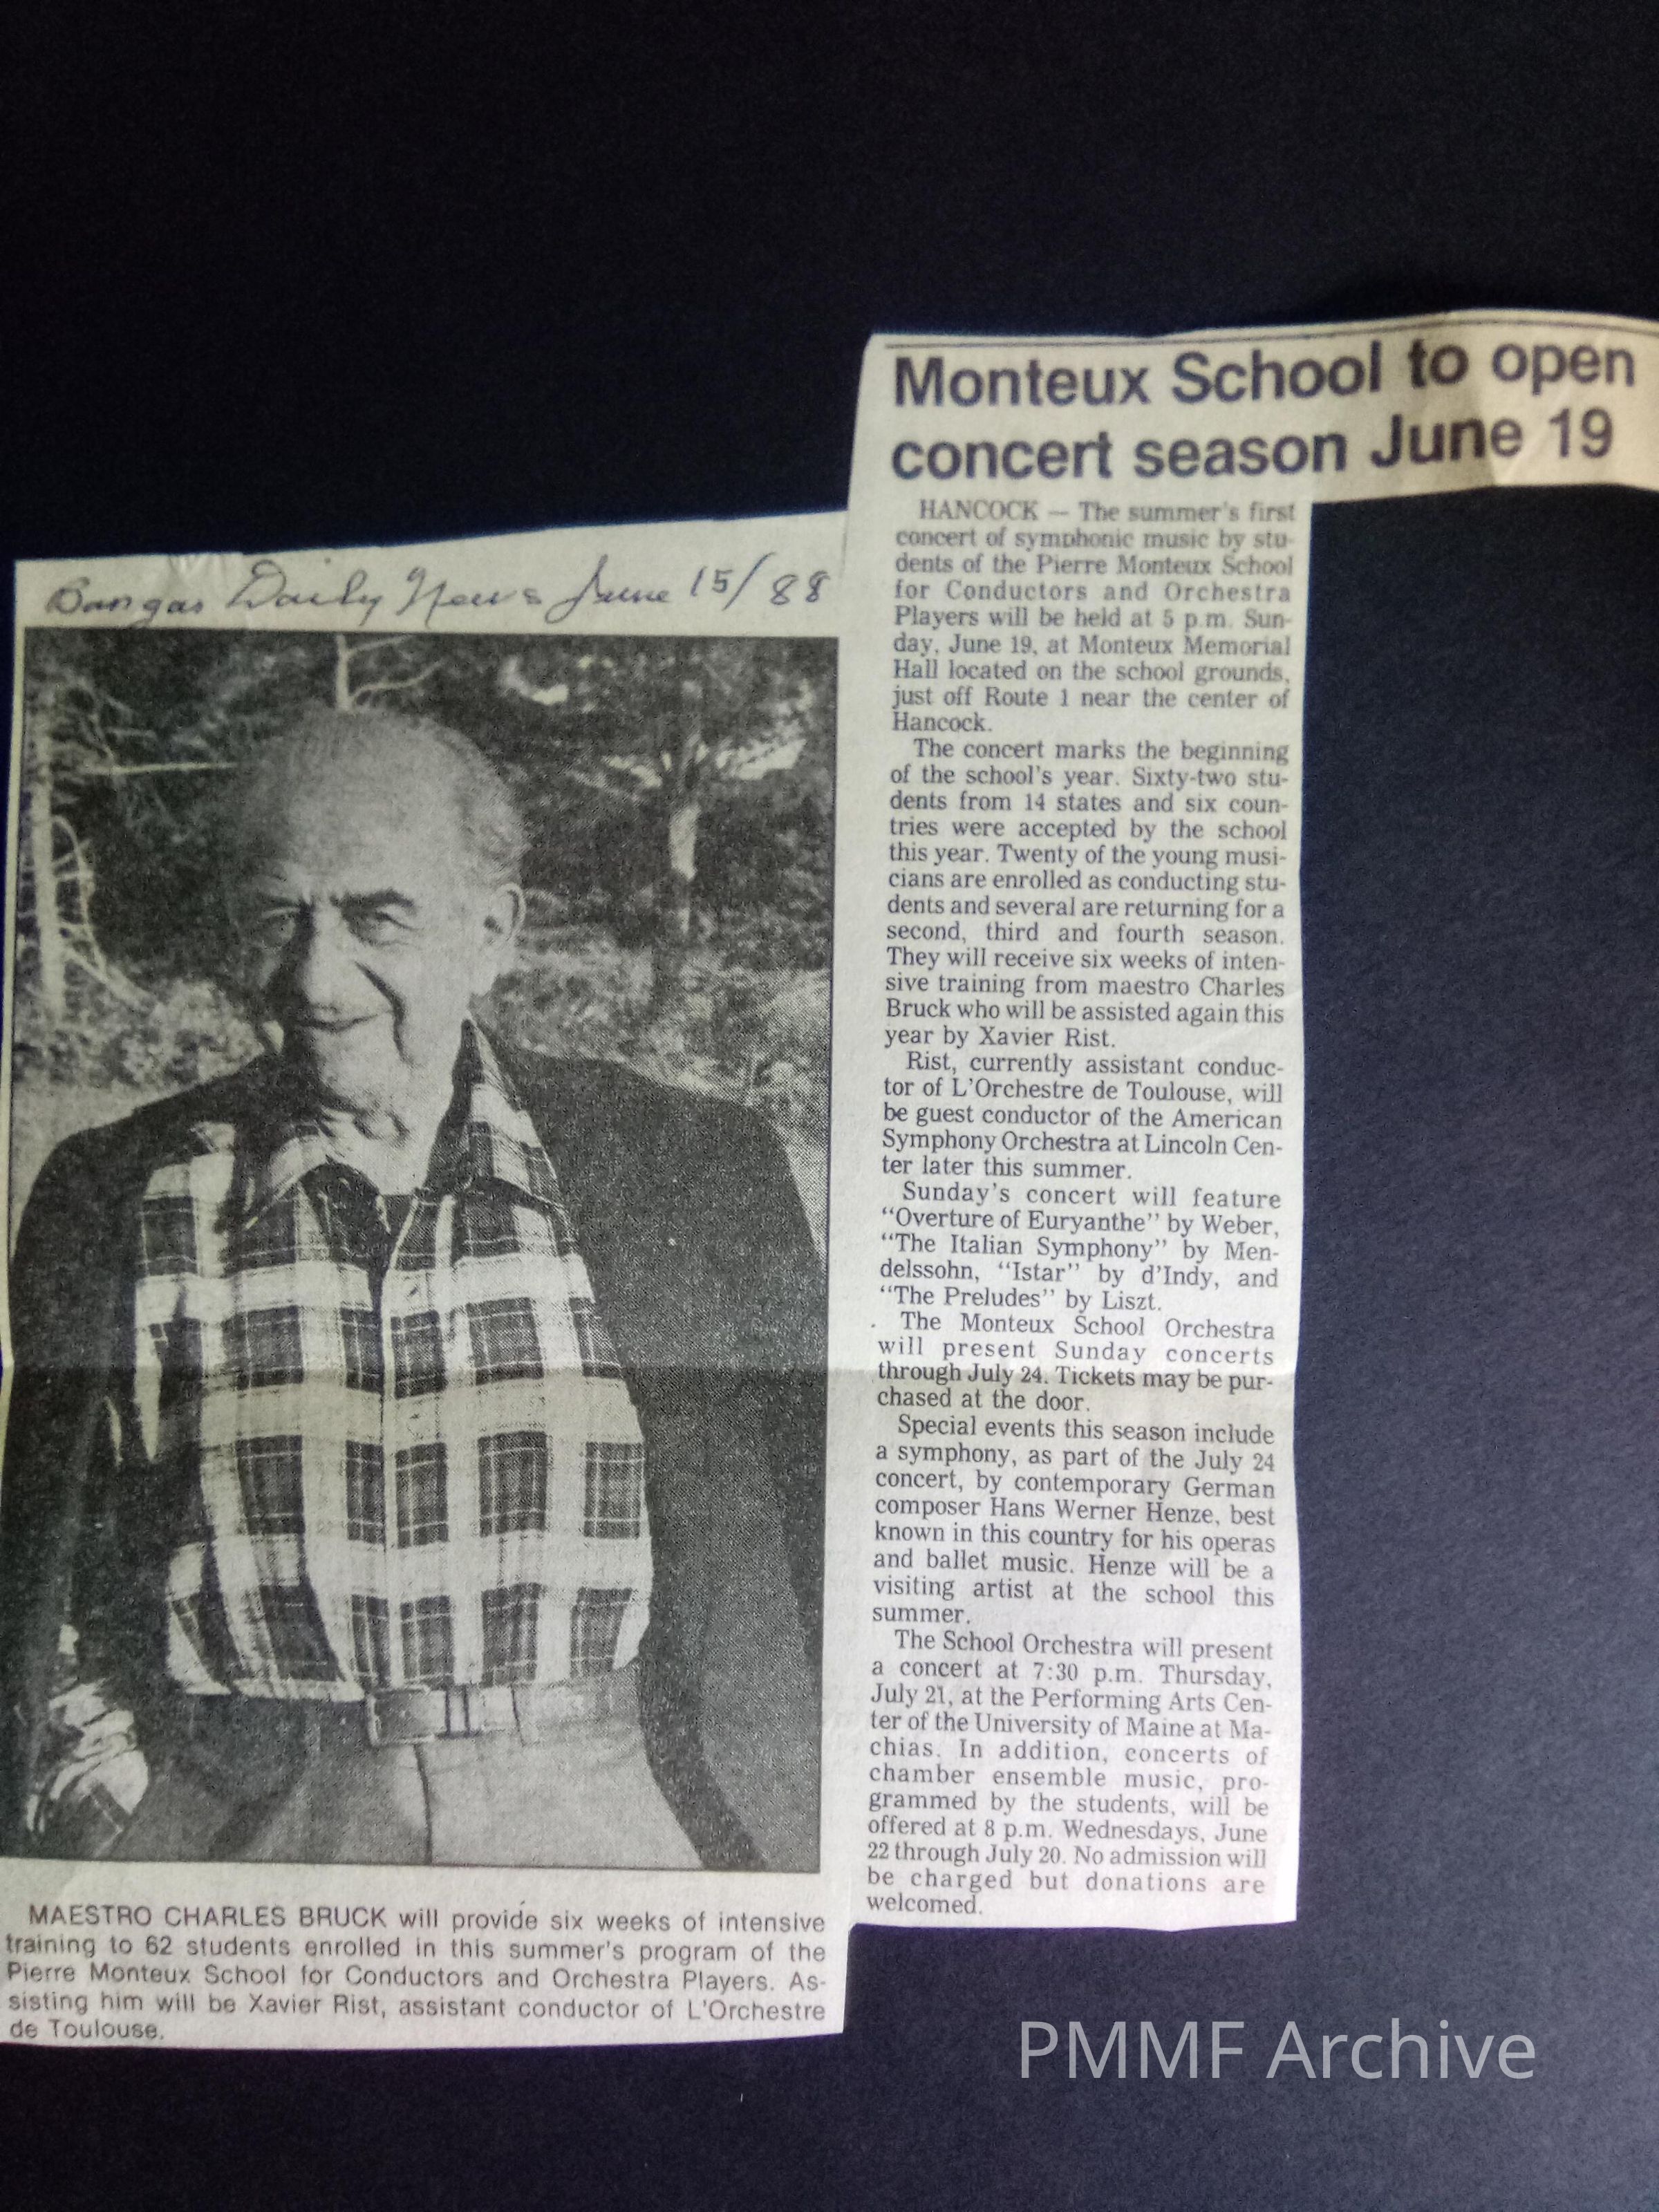 Monteux School to open
concert season June 19
HANCOCK — The summer's first
concert of symphonic music by stu-
dents of the Pierre Monteux School
for Conductors and Orchestra
Players will be held at 5 p.m. Sun-
day, June 19, at Monteux Memorial
Hall located on the school grounds,
just off Route 1 near the center of
Hancock.
The concert marks the beginning
of the school's year. Sixty-two stu-
dents from 14 states and six coun-
tries were accepted by the school
this year. Twenty of the young musi-
cians are enrolled as conducting stu-
dents and several are returning for a
second, third and fourth season.
They will receive six weeks of inten-
sive training from maestro Charles
Bruck who will be assisted again this
year by Xavier Rist.
Rist, currently assistant conduc-
tor of L'Orchestre de Toulouse, will
be guest conductor of the American
Symphony Orchestra at Lincoln Cen-
ter later this summer.
Sunday's concert will feature
"Overture of Euryanthe" by Weber,
"The Italian Symphony" by Men-
delssohn, "Istar" by d'Indy, and
"The Preludes" by Liszt.
The Monteux School Orchestra
will present Sunday concerts
through July 24. Tickets may be pur-
chased at the door.
Special events this season include
a symphony, as part of the July 24
concert, by contemporary German
composer Hans Werner Henze, best
known in this country for his operas
and ballet music. Henze will be a
visiting artist at the school this
summer.
The School Orchestra will present
a concert at 7:30 p.m. Thursday,
July 21, at the Performing Arts Cen-
ter of the University of Maine at Ma-
chias. In addition, concerts of
chamber ensemble music, pro-
grammed by the students, will be
offered at 8 p.m. Wednesdays, June
22 through July 20. No admission will
be charged but donations are
welcomed.
Bangor Daily News June 15/88
MAESTRO CHARLES BRUCK will provide six weeks of intensive
training to 62 students enrolled in this summer's program of the
Pierre Monteux School for Conductors and Orchestra Players. As-
sisting him will be Xavier Rist, assistant conductor of L'Orchestre
de Toulouse.
PMMF Archive